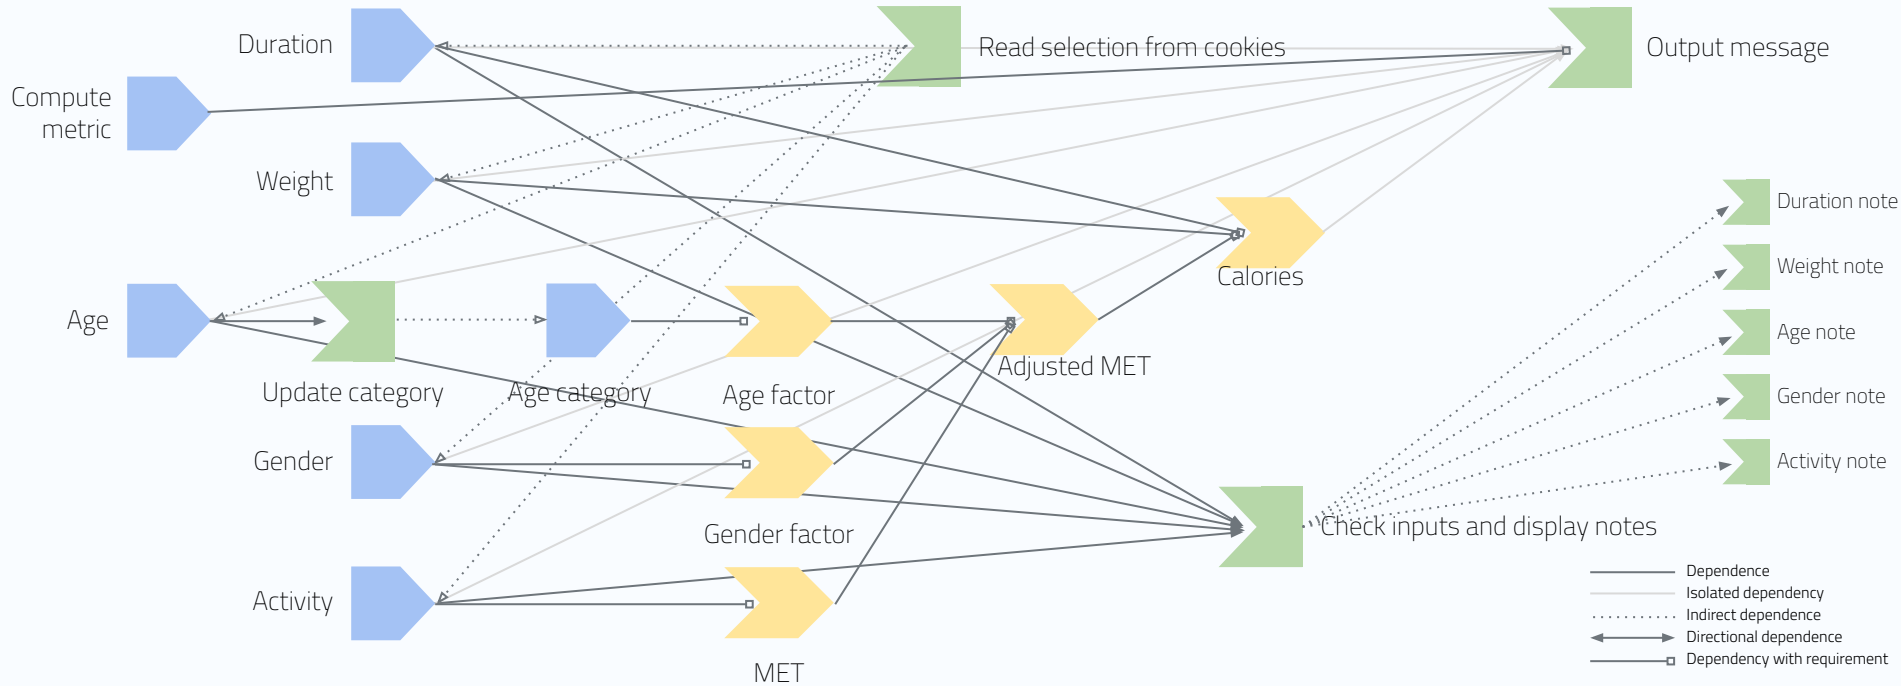 Duration
Read selection from cookies
Output message
Compute
metric
Weight
Duration note
Weight note
Calories
Age
Age note
Adjusted MET
Update category
Age category
Age factor
Gender note
Gender
Activity note
Gender factor
Check inputs and display notes
Activity
MET
Dependence
Isolated dependency
Indirect dependence
Directional dependence
Dependency with requirement